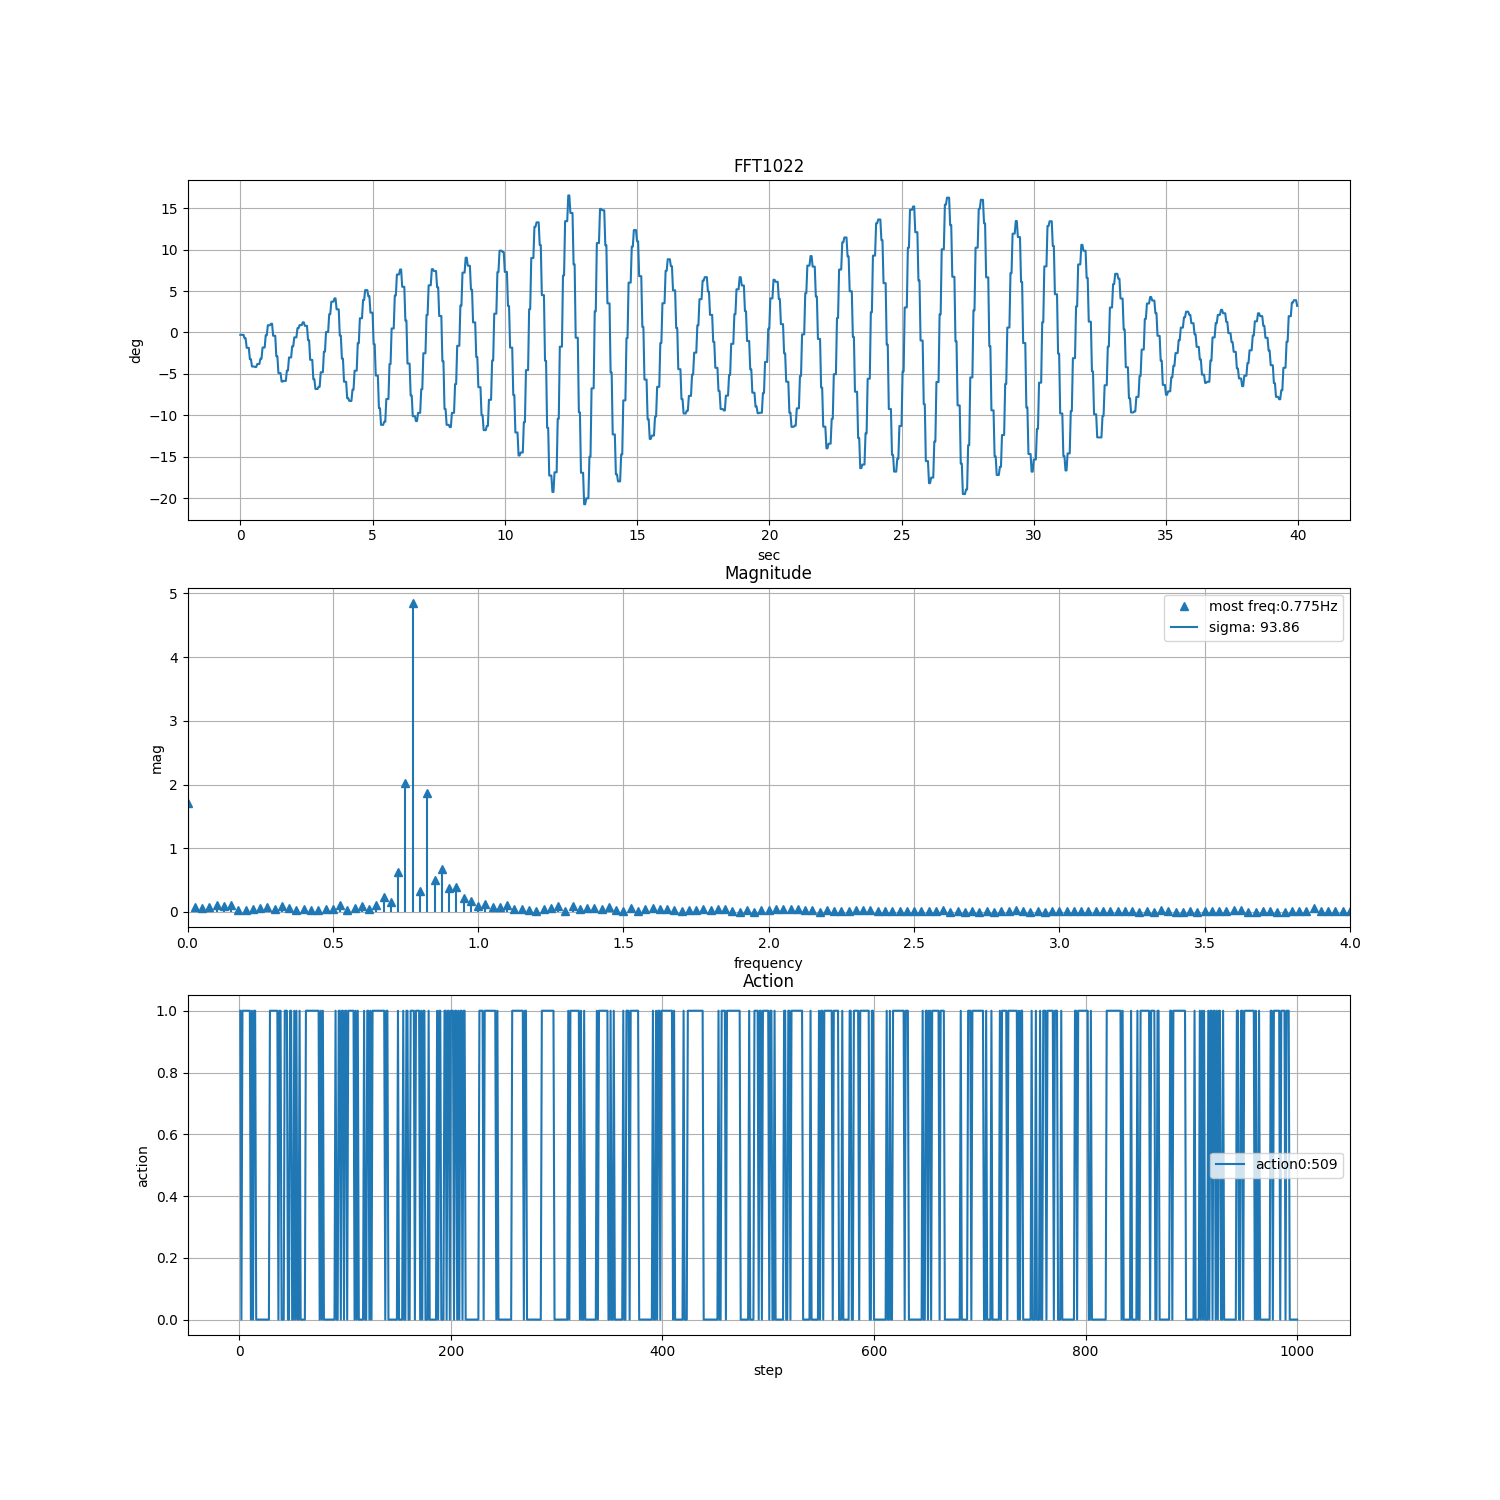 FFT1022
15
10
5
0
−5
−10
−15
−20
deg
0 5 10 15 20 25 30 35 40
sec
Magnitude
5
4
3
2
1
0
mag
most freq:0.775Hz
sigma: 93.86
0.0 0.5 1.0 1.5 2.0 2.5 3.0 3.5 4.0
frequency
Action
1.0
0.8
0.6
0.4
0.2
0.0
action
action0:509
0 200 400 600 800 1000
step